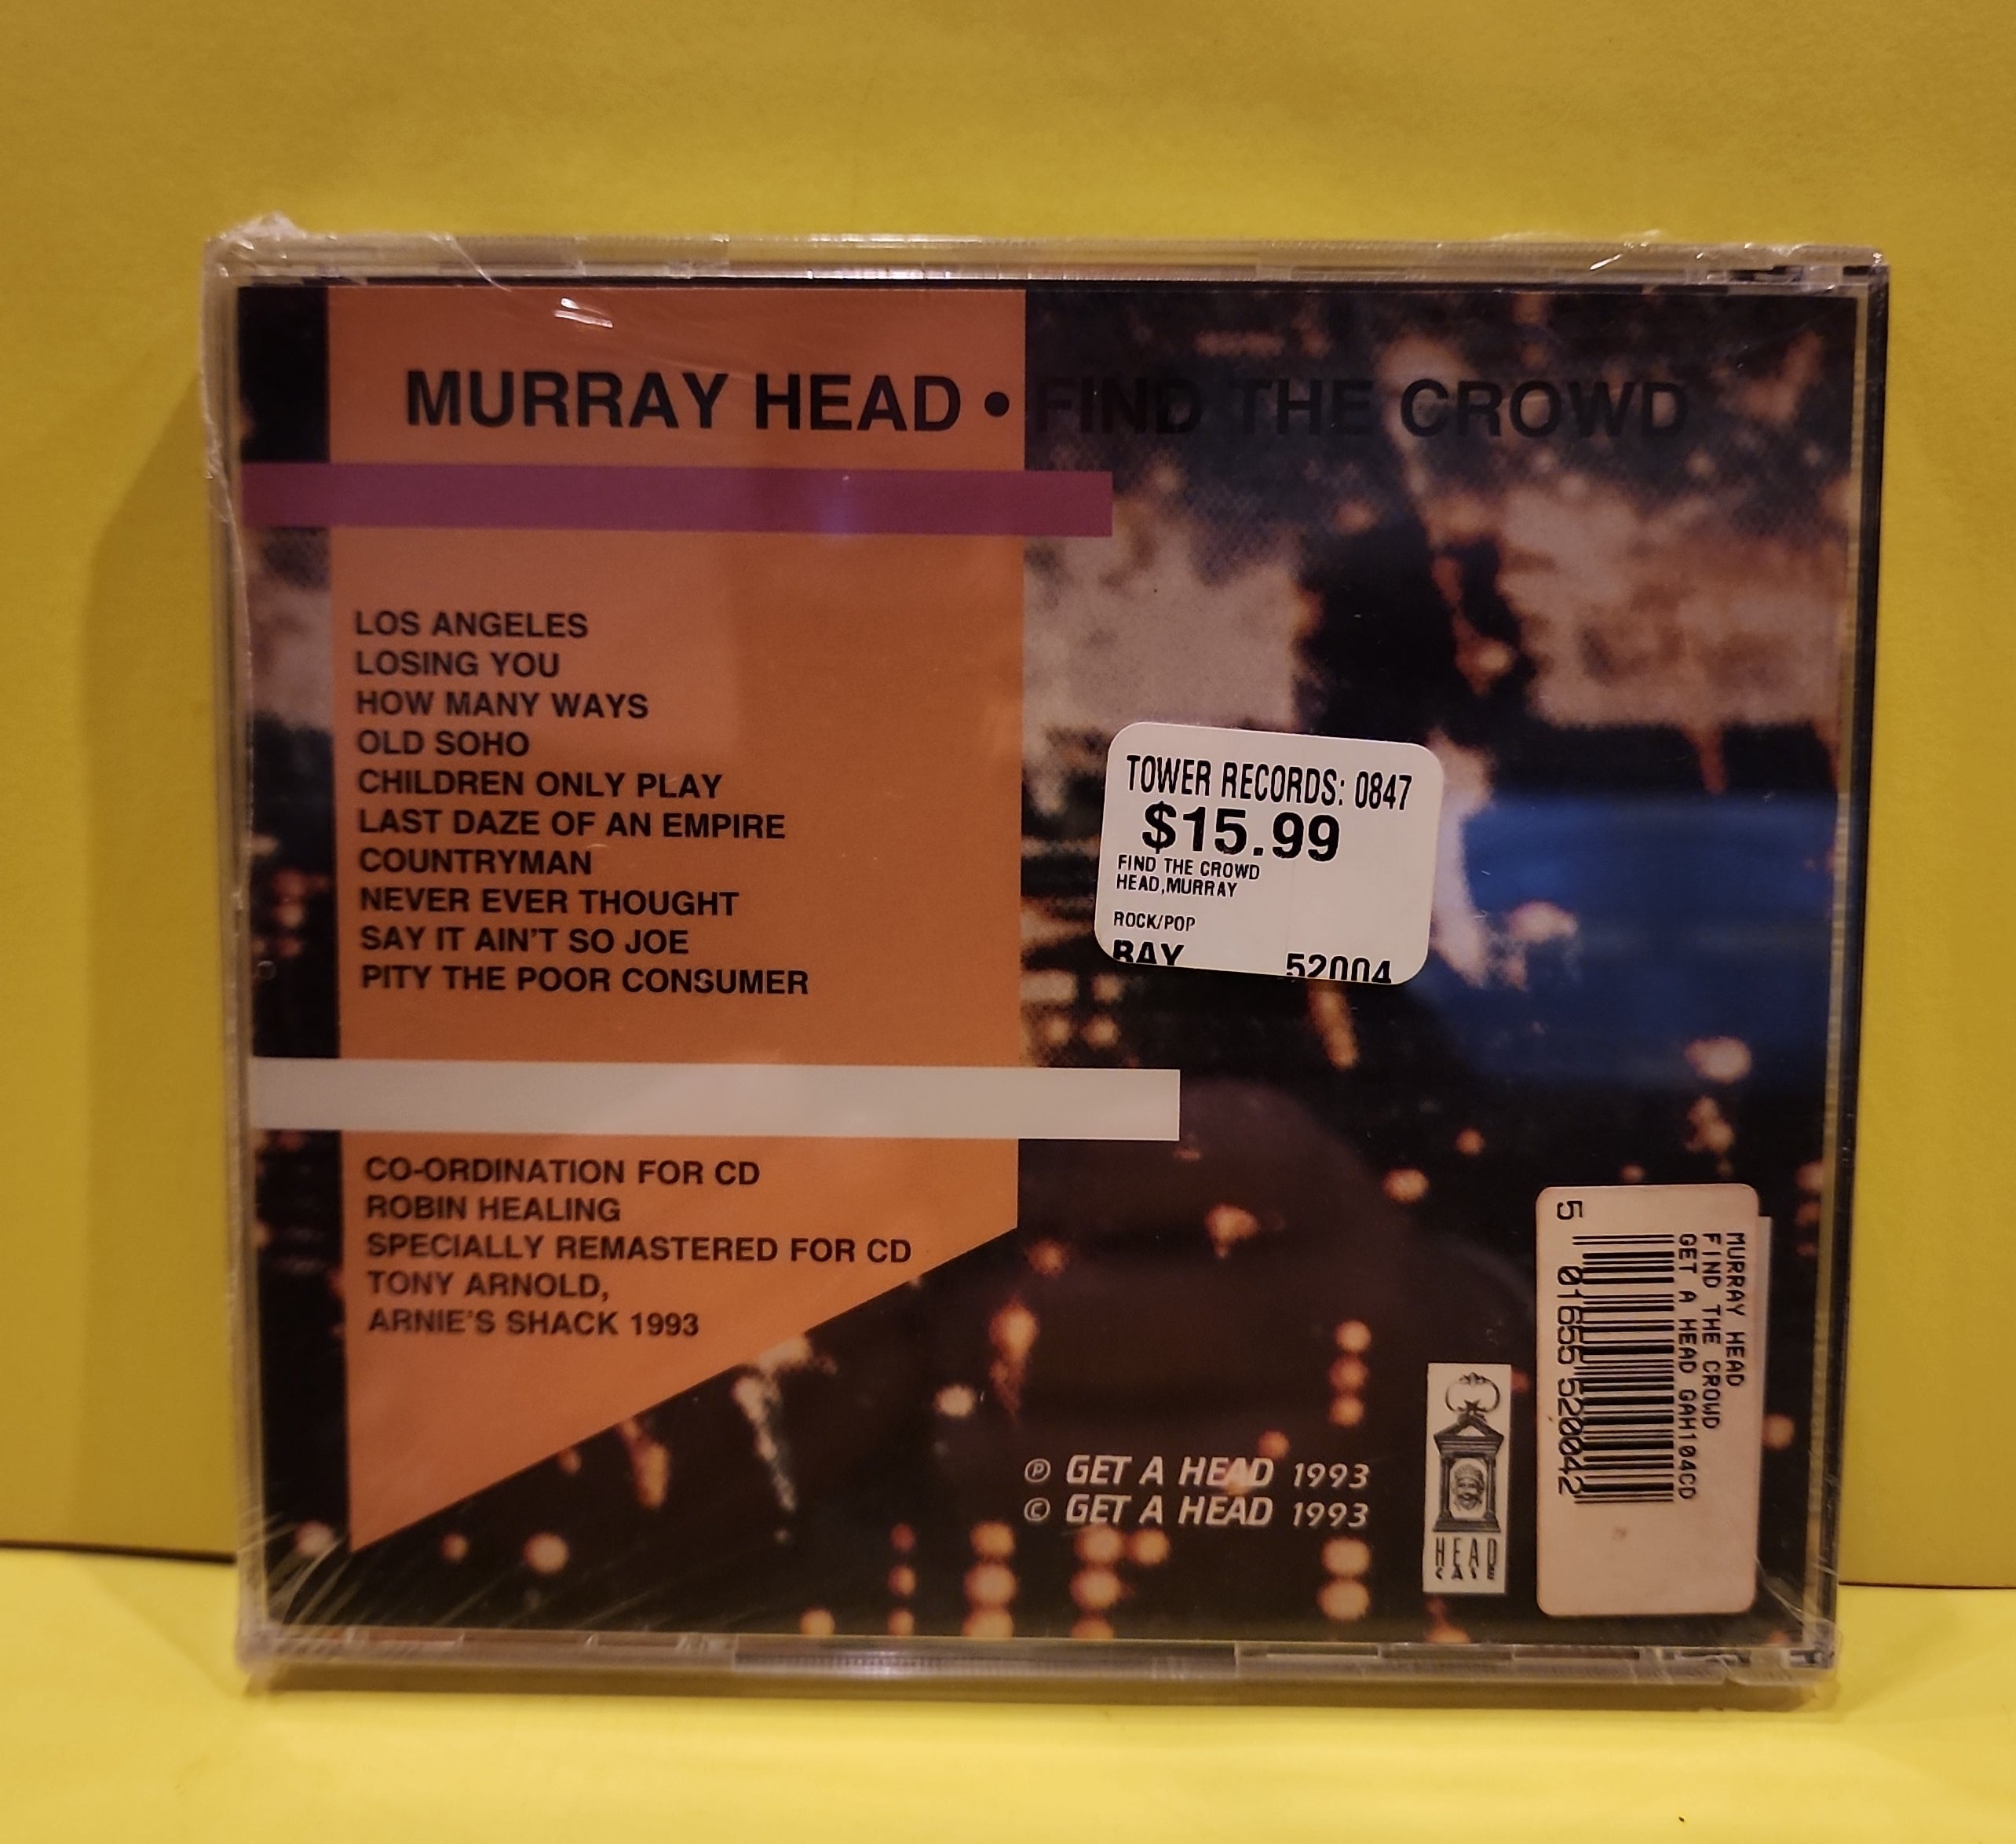 MURRAY HEAD • FIND THE CROWD
LOS ANGELES
LOSING YOU
HOW MANY WAYS
OLD SOHO
CHILDREN ONLY PLAY
LAST DAZE OF AN EMPIRE
COUNTRYMAN
NEVER EVER THOUGHT
SAY IT AIN'T SO JOE
PITY THE POOR CONSUMER
TOWER RECORDS: 0847
$15.99
FIND THE CROWD
HEAD,MURRAY
ROCK/POP
RAY 52004
CO-ORDINATION FOR CD
ROBIN HEALING
SPECIALLY REMASTERED FOR CD
TONY ARNOLD,
ARNIE'S SHACK 1993
℗ GET A HEAD 1993
© GET A HEAD 1993
HEAD
CASE
MURRAY HEAD
FIND THE CROWD
GET A HEAD GAH104CD
5 016555 520042